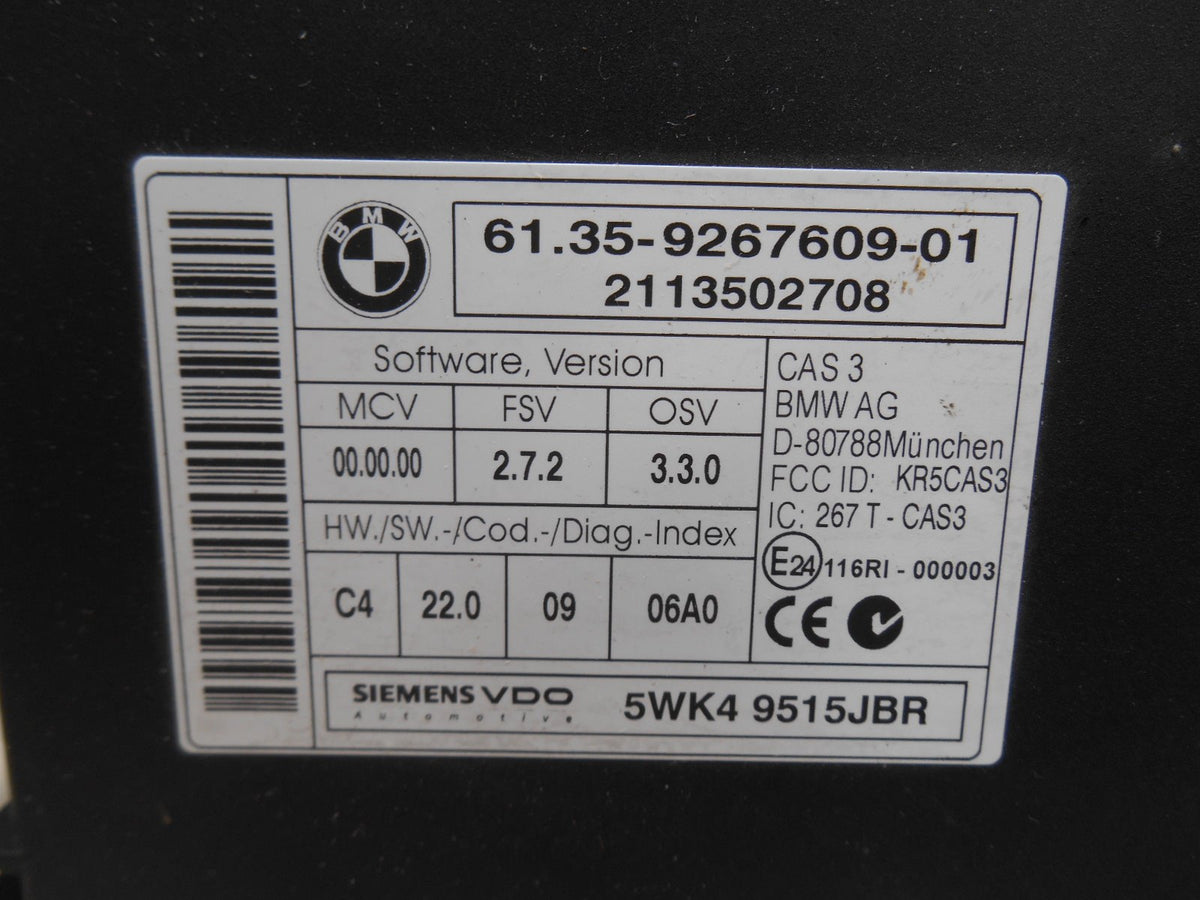 BMW
61.35-9267609-01
2113502708
Software, Version
MCV FSV OSV
00.00.00 2.7.2 3.3.0
HW./SW.-/Cod.-/Diag.-Index
C4 22.0 09 06A0
CAS 3
BMW AG
D-80788München
FCC ID: KR5CAS3
IC: 267 T - CAS3
E24 116RI - 000003
CE
SIEMENS VDO
Automotive
5WK4 9515JBR